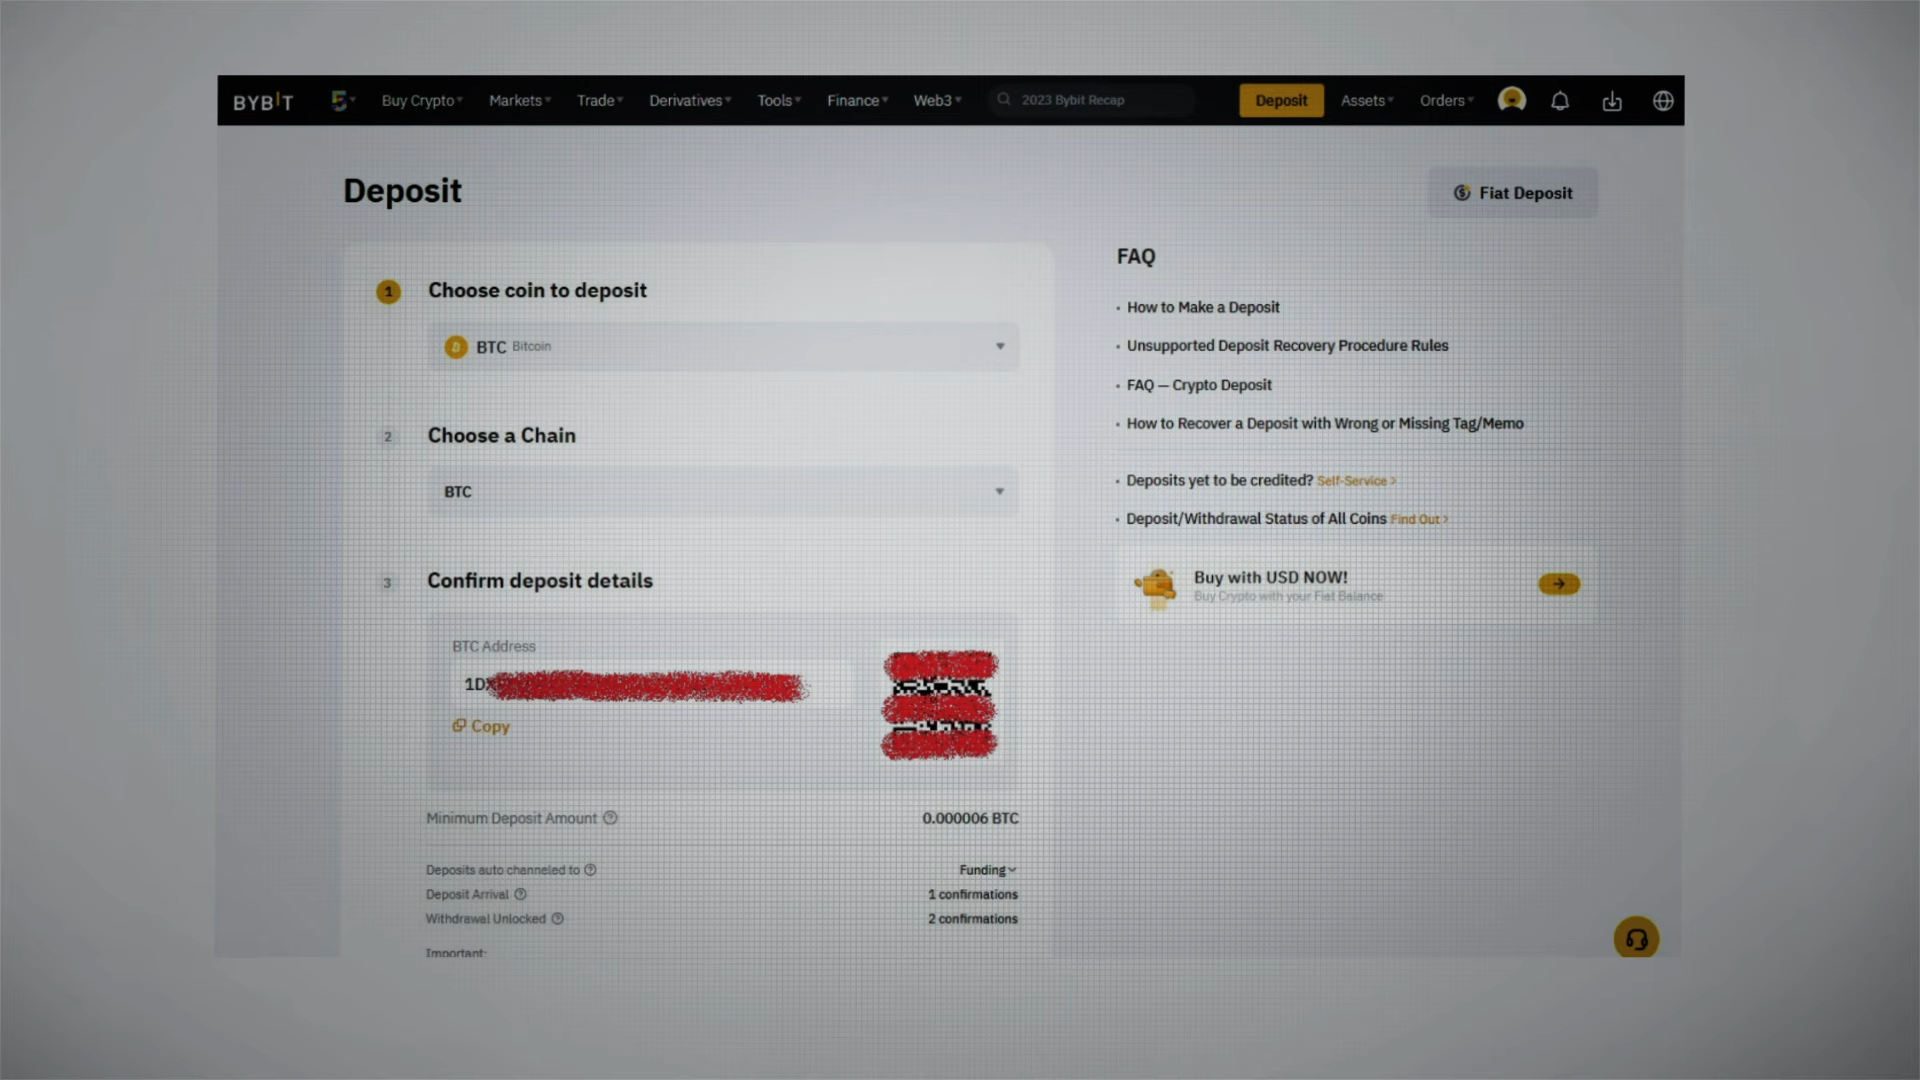 BYBIT 5 Buy Crypto Markets Trade Derivatives Tools Finance Web3 2023 Bybit Recap Deposit Assets Orders
Deposit
Fiat Deposit
1 Choose coin to deposit
BTC Bitcoin
2 Choose a Chain
BTC
3 Confirm deposit details
BTC Address
1D
Copy
Minimum Deposit Amount 0.000006 BTC
Deposits auto channeled to Funding
Deposit Arrival 1 confirmations
Withdrawal Unlocked 2 confirmations
Important:
FAQ
• How to Make a Deposit
• Unsupported Deposit Recovery Procedure Rules
• FAQ — Crypto Deposit
• How to Recover a Deposit with Wrong or Missing Tag/Memo
• Deposits yet to be credited? Self-Service >
• Deposit/Withdrawal Status of All Coins Find Out >
Buy with USD NOW!
Buy Crypto with your Fiat Balance